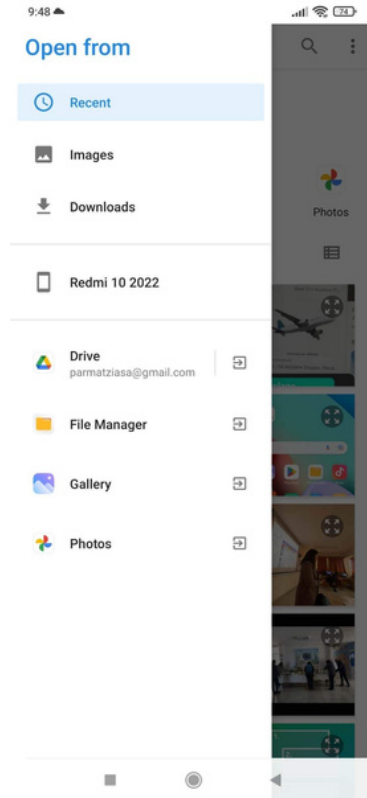 9:48
74
Open from
Recent
Images
Downloads
Photos
Redmi 10 2022
Drive
parmatziasa@gmail.com
File Manager
Gallery
Photos